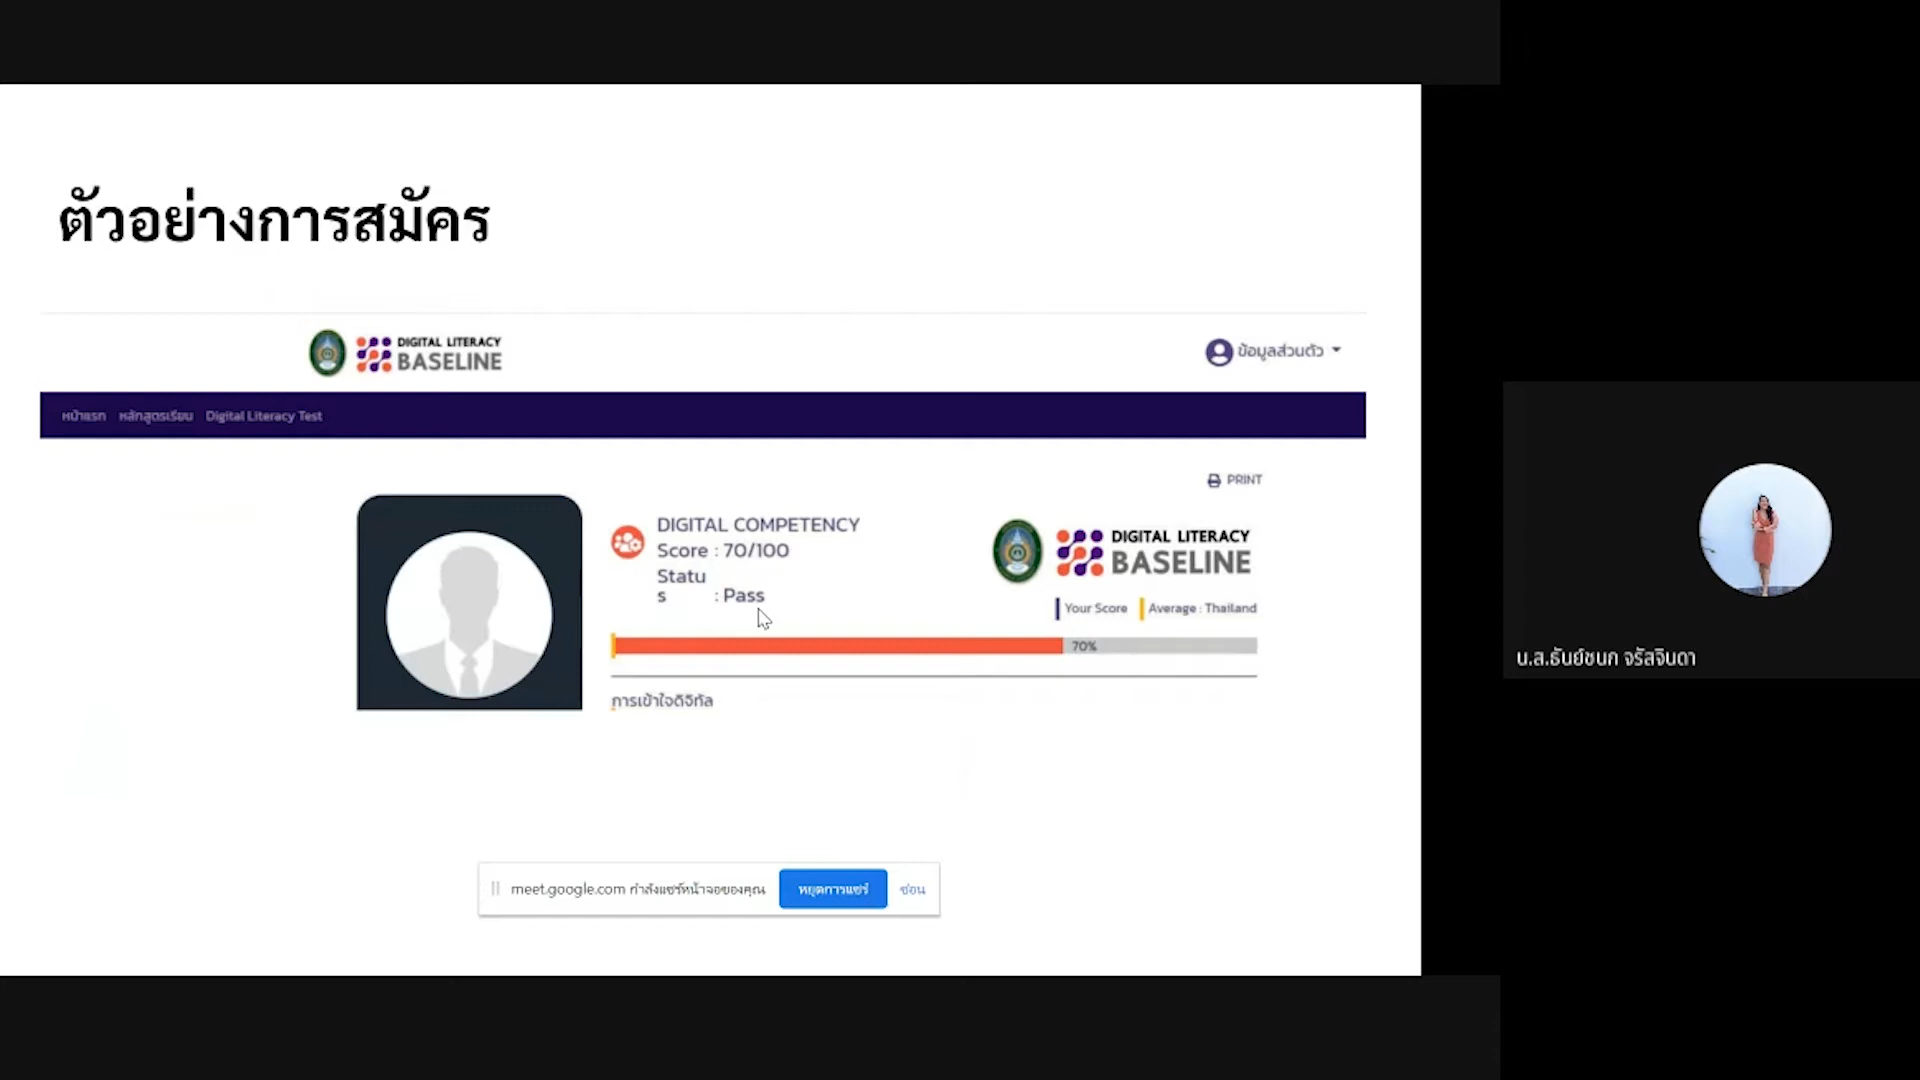 ตัวอย่างการสมัคร
DIGITAL LITERACY
BASELINE
ข้อมูลส่วนตัว
หน้าแรก หลักสูตรเรียน Digital Literacy Test
PRINT
DIGITAL COMPETENCY
Score : 70/100
Statu
s : Pass
DIGITAL LITERACY
BASELINE
Your Score Average : Thailand
70%
การเข้าใจดิจิทัล
meet.google.com กำลังแชร์หน้าจอของคุณ หยุดการแชร์ ซ่อน
น.ส.ธันย์ชนก จรัสจินดา